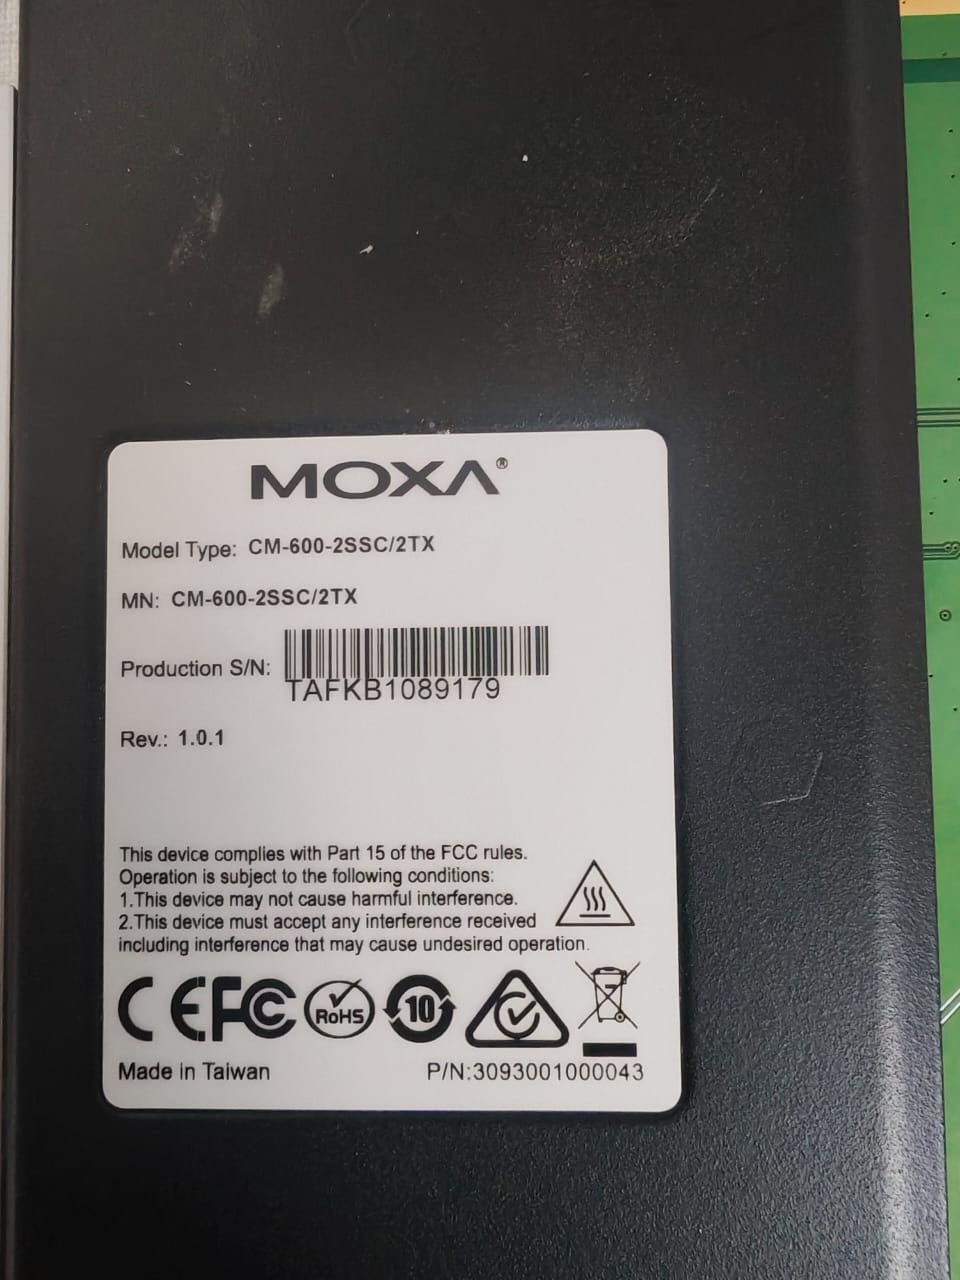 MOXA®
Model Type: CM-600-2SSC/2TX
MN: CM-600-2SSC/2TX
Production S/N:
TAFKB1089179
Rev.: 1.0.1
This device complies with Part 15 of the FCC rules.
Operation is subject to the following conditions:
1.This device may not cause harmful interference.
2.This device must accept any interference received
including interference that may cause undesired operation.
CE FC RoHS 10
Made in Taiwan P/N:3093001000043